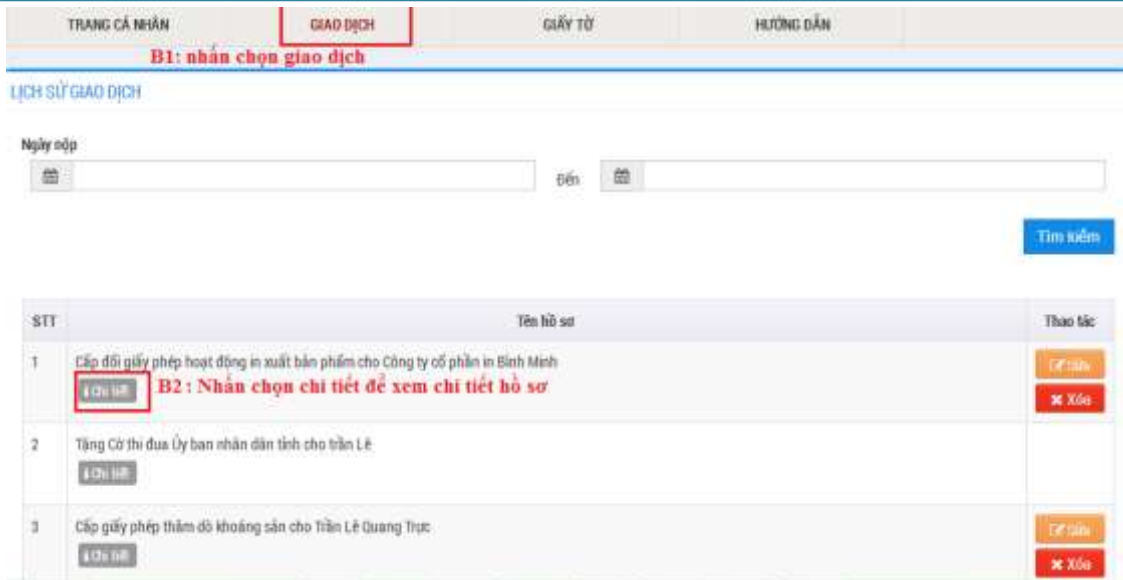 TRANG CÁ NHÂN GIAO DỊCH GIẤY TỜ HƯỚNG DẪN
B1: nhấn chọn giao dịch
LỊCH SỬ GIAO DỊCH
Ngày nộp
Đến
Tìm kiếm
STT Tên hồ sơ Thao tác
1 Cấp đổi giấy phép hoạt động in xuất bản phẩm cho Công ty cổ phần in Bình Minh
Chi tiết B2 : Nhấn chọn chi tiết để xem chi tiết hồ sơ
Sửa
Xóa
2 Tặng Cờ thi đua Ủy ban nhân dân tỉnh cho trần Lê
Chi tiết
3 Cấp giấy phép thăm dò khoáng sản cho Trần Lê Quang Trực
Chi tiết
Sửa
Xóa